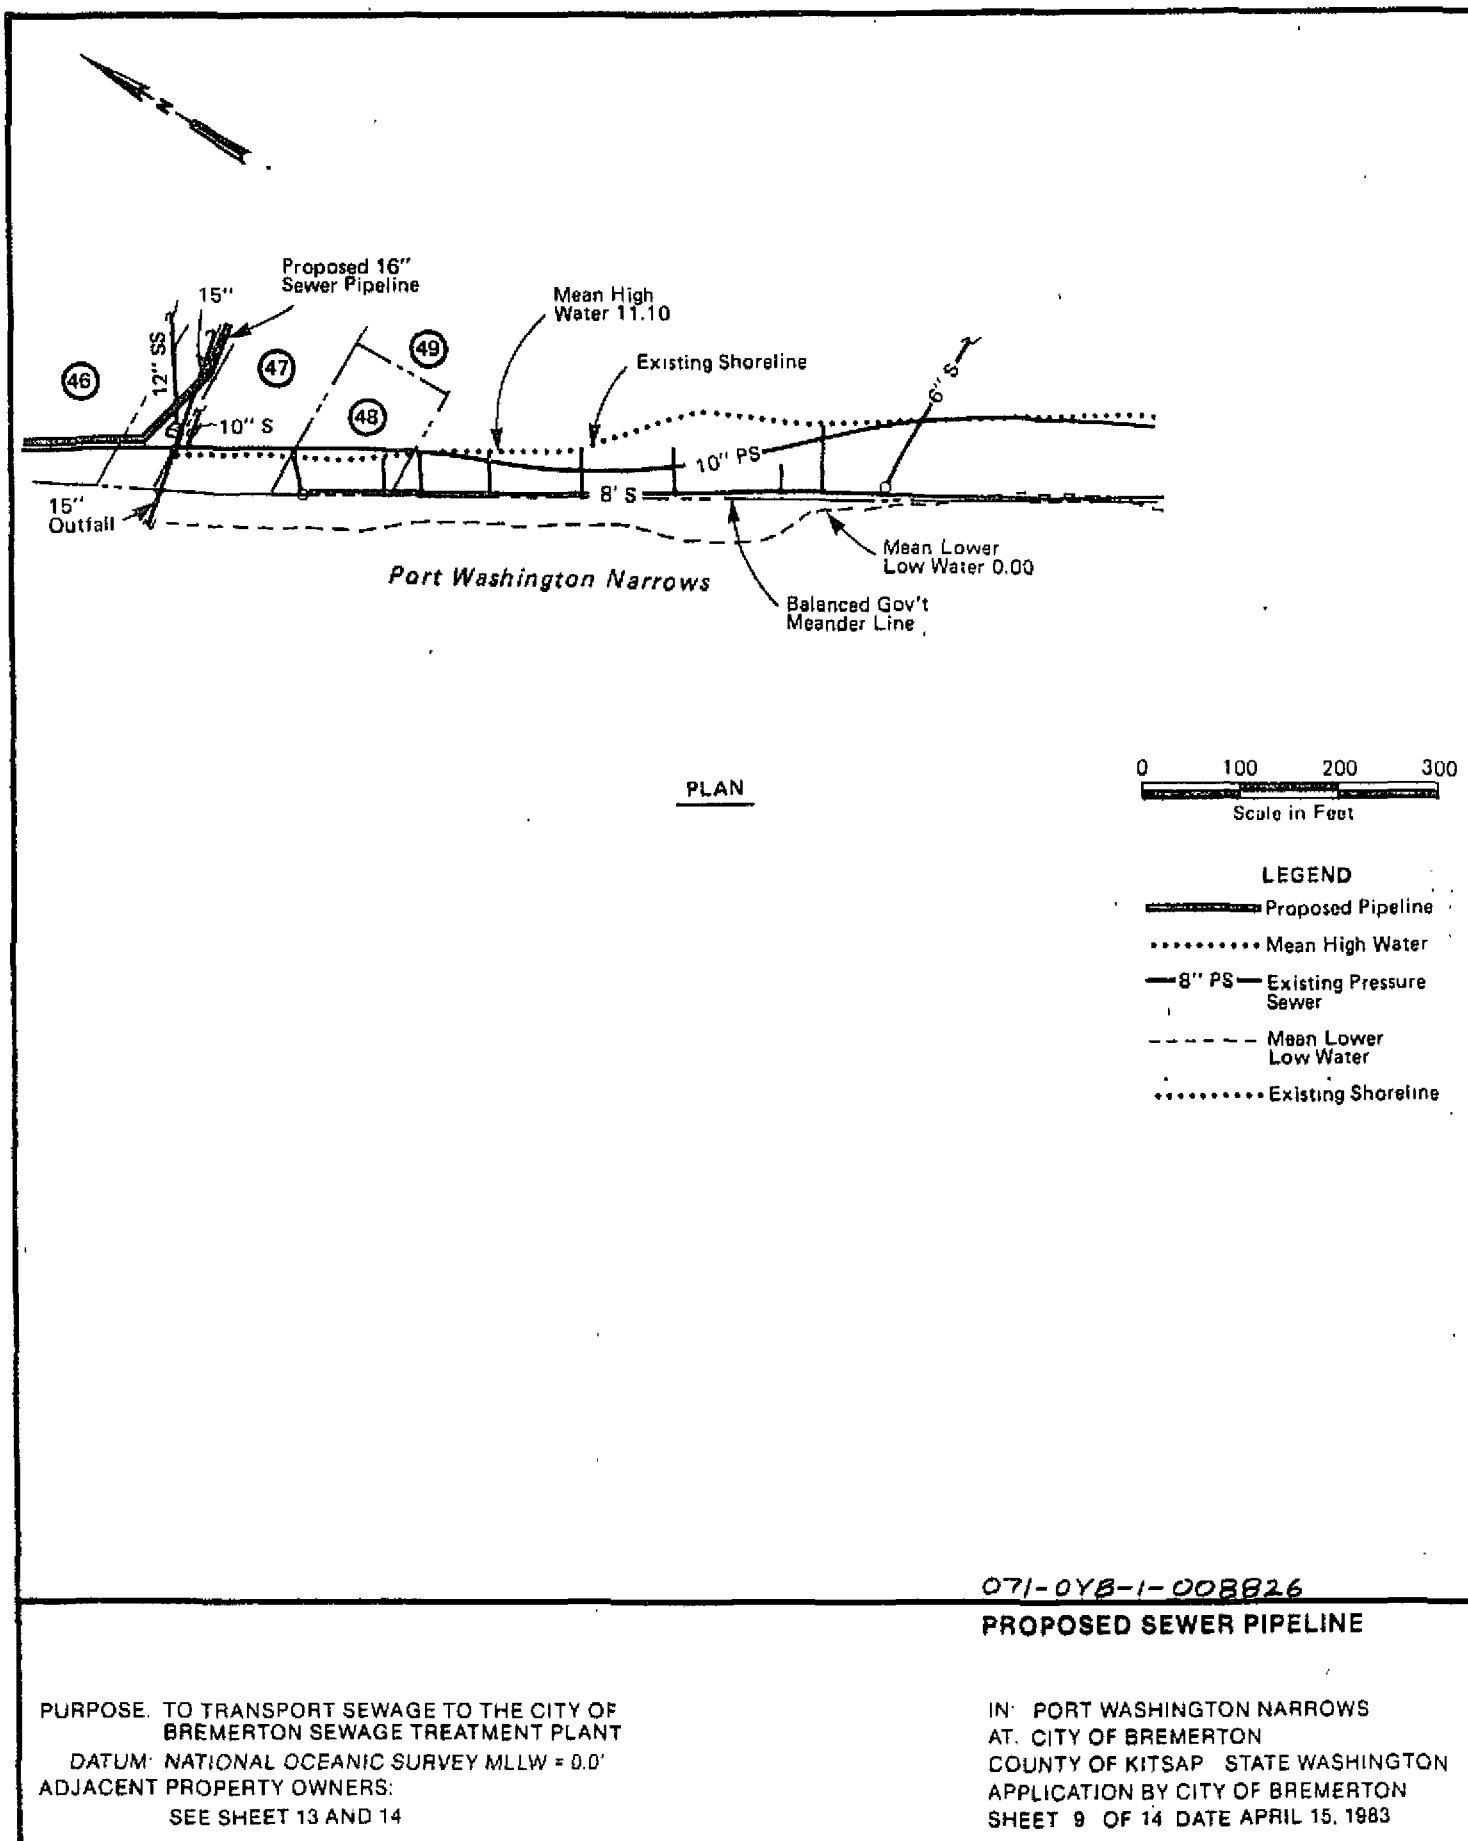 N
Proposed 16"
Sewer Pipeline
15"
Mean High
Water 11.10
12" SS
46
47
49
Existing Shoreline
48
10" S
6" S
10" PS
15"
Outfall
8' S
Mean Lower
Low Water 0.00
Port Washington Narrows
Balanced Gov't
Meander Line
PLAN
0 100 200 300
Scale in Feet
LEGEND
Proposed Pipeline
Mean High Water
8" PS Existing Pressure
Sewer
Mean Lower
Low Water
Existing Shoreline
071-OYB-1-008826
PROPOSED SEWER PIPELINE
PURPOSE. TO TRANSPORT SEWAGE TO THE CITY OF
BREMERTON SEWAGE TREATMENT PLANT
DATUM: NATIONAL OCEANIC SURVEY MLLW = 0.0'
ADJACENT PROPERTY OWNERS:
SEE SHEET 13 AND 14
IN: PORT WASHINGTON NARROWS
AT. CITY OF BREMERTON
COUNTY OF KITSAP STATE WASHINGTON
APPLICATION BY CITY OF BREMERTON
SHEET 9 OF 14 DATE APRIL 15, 1983